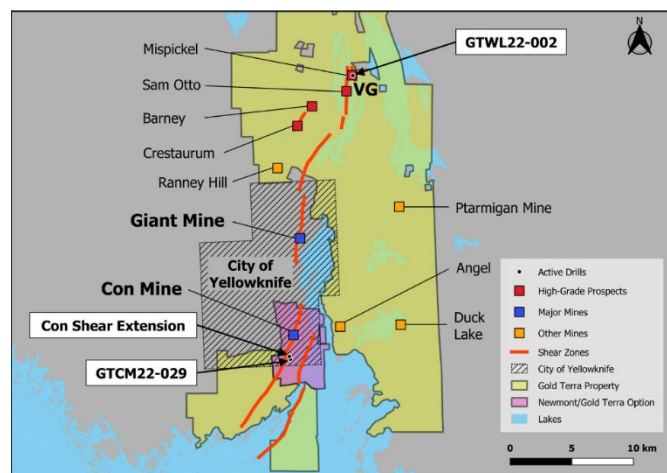 GTWL22-002
Mispickel
Sam Otto
VG
Barney
Crestaurum
Ranney Hill
Ptarmigan Mine
Giant Mine
City of
Yellowknife
Angel
Con Mine
Duck
Lake
Con Shear Extension
GTCM22-029
N
Active Drills
High-Grade Prospects
Major Mines
Other Mines
Shear Zones
City of Yellowknife
Gold Terra Property
Newmont/Gold Terra Option
Lakes
0 5 10 km